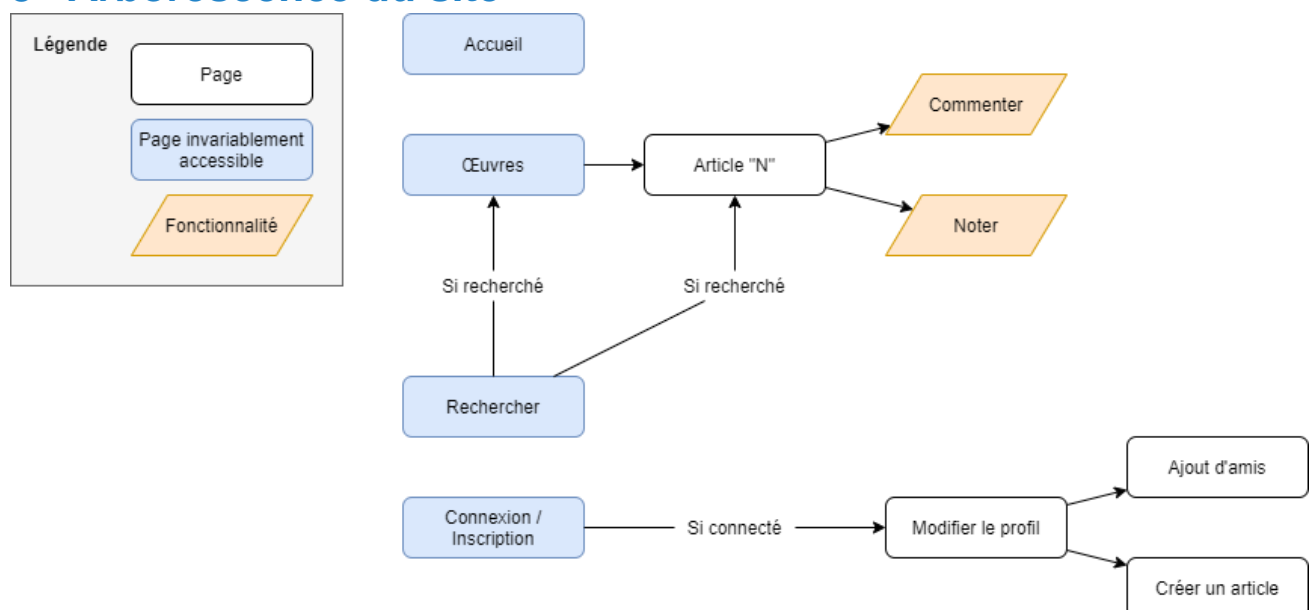 Légende
Page
Page invariablement
accessible
Fonctionnalité
Accueil
Œuvres
Article "N"
Commenter
Noter
Si recherché
Si recherché
Rechercher
Connexion /
Inscription
Si connecté
Modifier le profil
Ajout d'amis
Créer un article